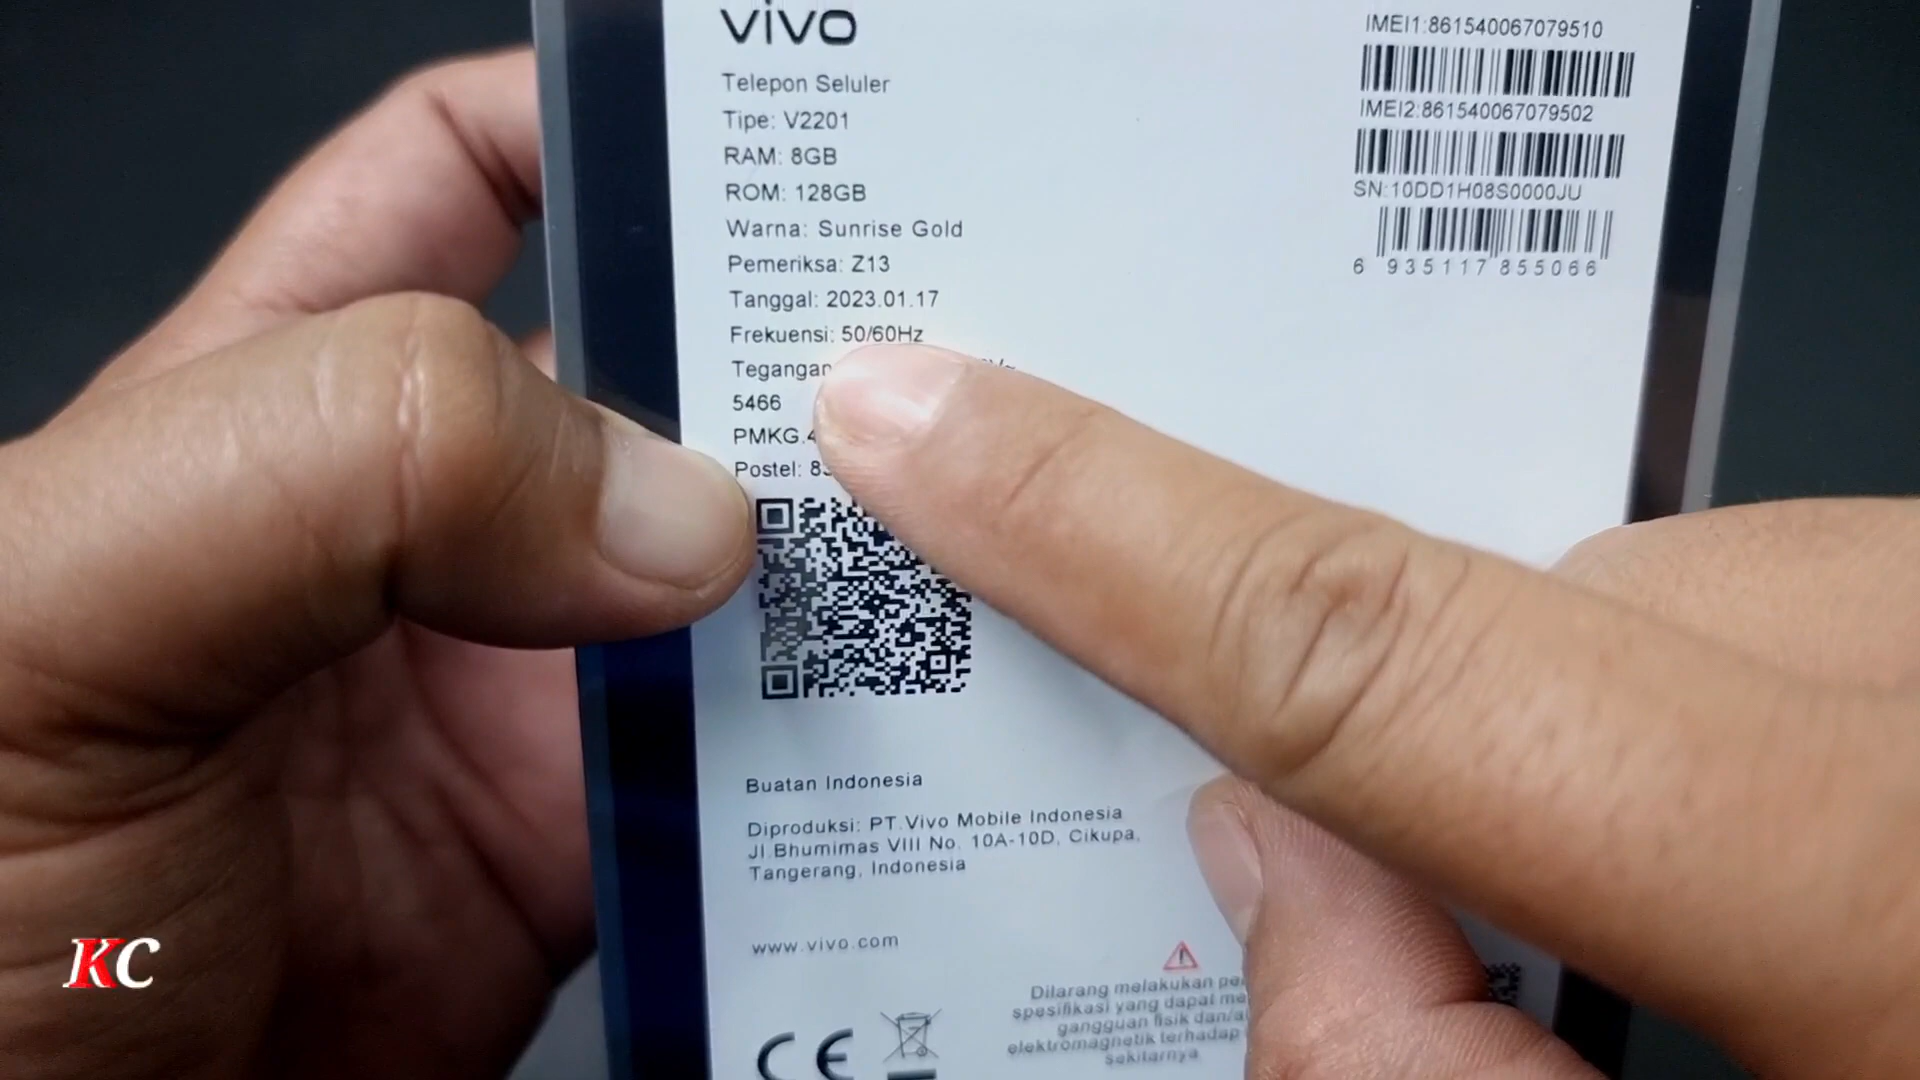 vivo
Telepon Seluler
Tipe: V2201
RAM: 8GB
ROM: 128GB
Warna: Sunrise Gold
Pemeriksa: Z13
Tanggal: 2023.01.17
Frekuensi: 50/60Hz
Tegangan
5466
PMKG.4
Postel: 8
IMEI1:861540067079510
IMEI2:861540067079502
SN:10DD1H08S0000JU
6 935117 855066
Buatan Indonesia
Diproduksi: PT.Vivo Mobile Indonesia
Jl.Bhumimas VIII No. 10A-10D, Cikupa,
Tangerang, Indonesia
www.vivo.com
Dilarang melakukan
spesifikasi yang dapat
gangguan fisik
elektromagnetik terhadap
sekitarnya
CE
KC